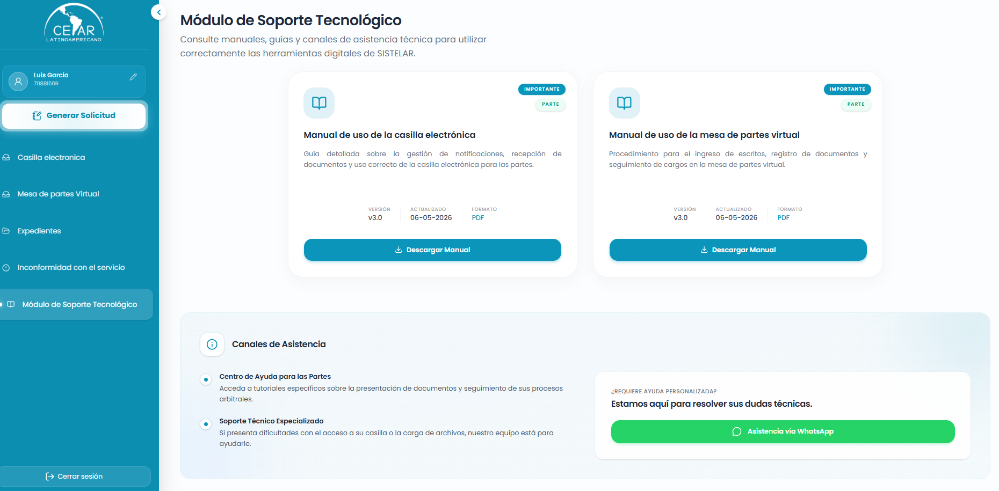 CEAR
LATINOAMERICANO
Luis Garcia
70881569
Generar Solicitud
Casilla electronica
Mesa de partes Virtual
Expedientes
Inconformidad con el servicio
Módulo de Soporte Tecnológico
Cerrar sesión
Módulo de Soporte Tecnológico
Consulte manuales, guías y canales de asistencia técnica para utilizar
correctamente las herramientas digitales de SISTELAR.
IMPORTANTE
PARTE
Manual de uso de la casilla electrónica
Guía detallada sobre la gestión de notificaciones, recepción de
documentos y uso correcto de la casilla electrónica para las partes.
VERSIÓN ACTUALIZADO FORMATO
v3.0 06-05-2026 PDF
Descargar Manual
IMPORTANTE
PARTE
Manual de uso de la mesa de partes virtual
Procedimiento para el ingreso de escritos, registro de documentos y
seguimiento de cargos en la mesa de partes virtual.
VERSIÓN ACTUALIZADO FORMATO
v3.0 06-05-2026 PDF
Descargar Manual
Canales de Asistencia
Centro de Ayuda para las Partes
Acceda a tutoriales específicos sobre la presentación de documentos y seguimiento de sus procesos
arbitrales.
Soporte Técnico Especializado
Si presenta dificultades con el acceso a su casilla o la carga de archivos, nuestro equipo está para
ayudarle.
¿REQUIERE AYUDA PERSONALIZADA?
Estamos aquí para resolver sus dudas técnicas.
Asistencia vía WhatsApp